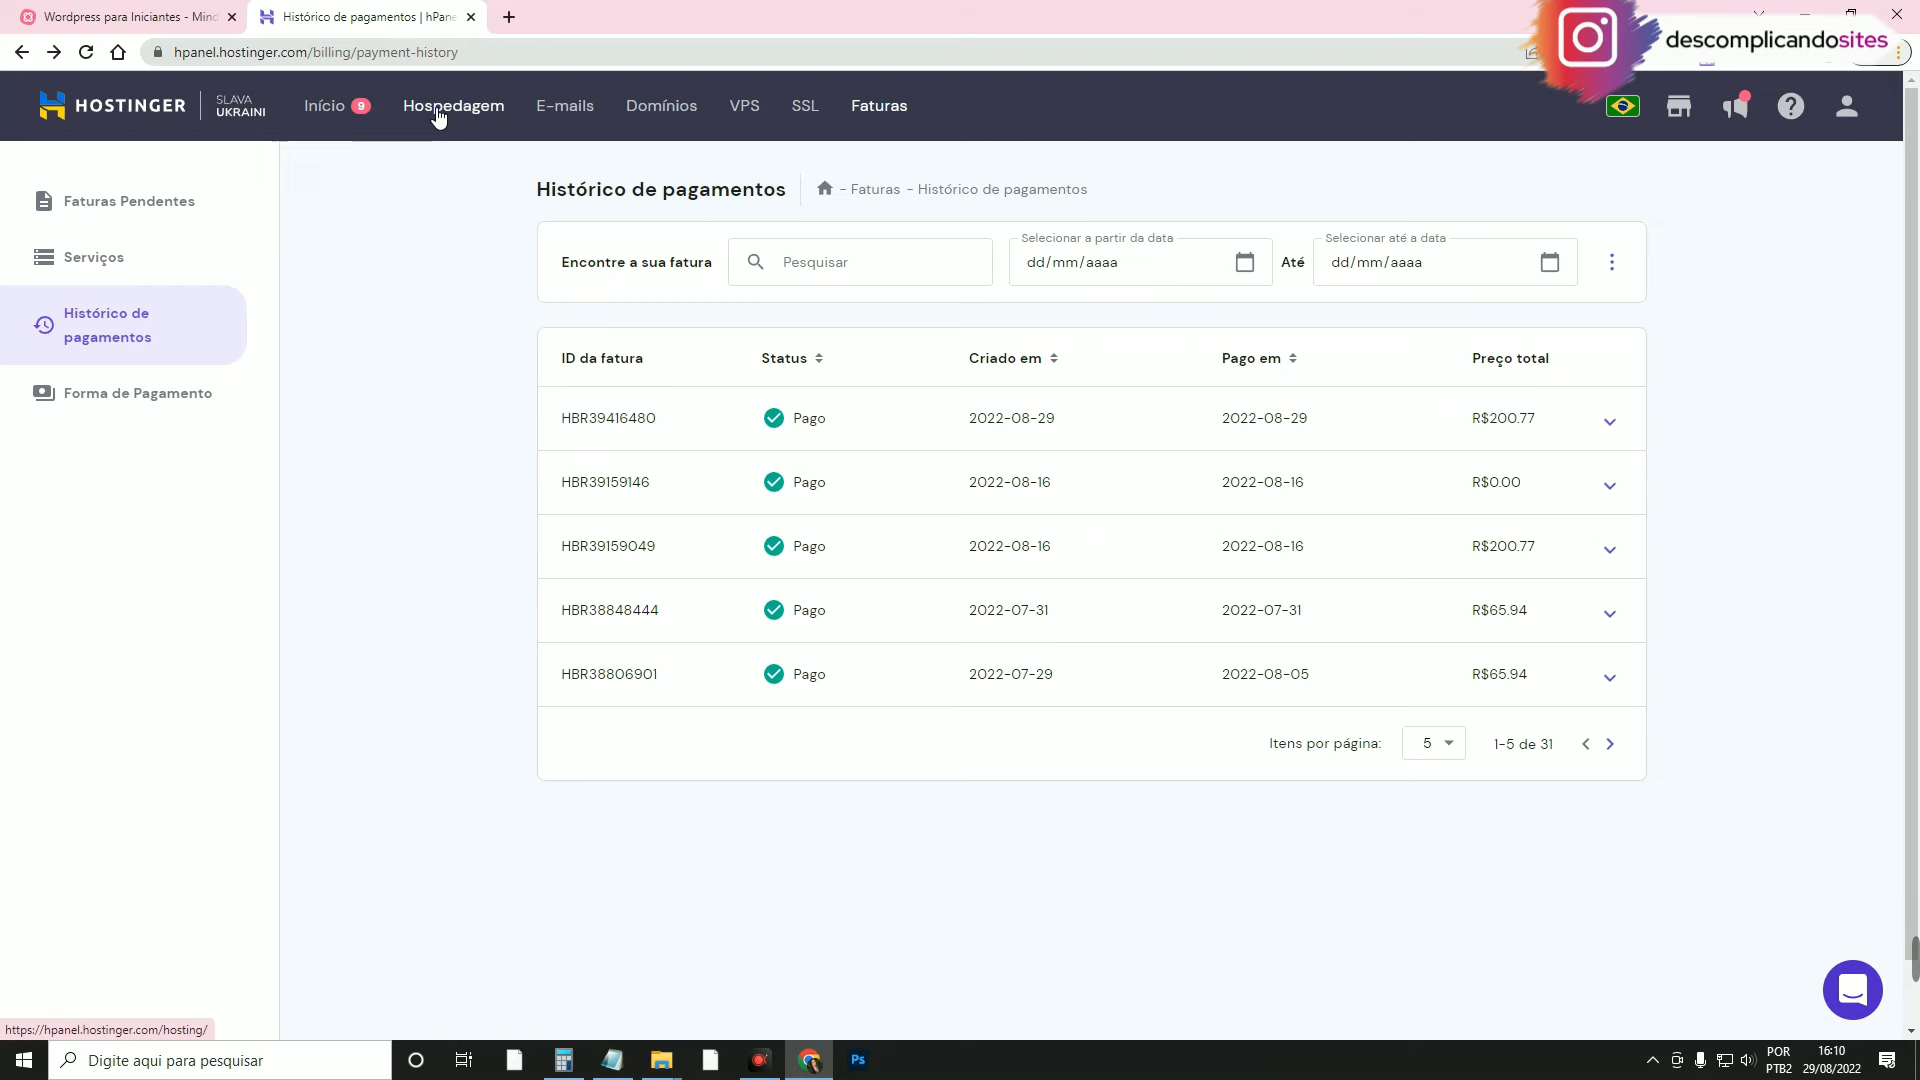 Wordpress para Iniciantes - Mind
Histórico de pagamentos | hPane
hpanel.hostinger.com/billing/payment-history
descomplicandosites
HOSTINGER
SLAVA
UKRAINI
Início 9
Hospedagem
E-mails
Domínios
VPS
SSL
Faturas
Faturas Pendentes
Serviços
Histórico de
pagamentos
Forma de Pagamento
Histórico de pagamentos
- Faturas - Histórico de pagamentos
Encontre a sua fatura
Pesquisar
Selecionar a partir da data
dd/mm/aaaa
Até
Selecionar até a data
dd/mm/aaaa
ID da fatura Status Criado em Pago em Preço total
HBR39416480 Pago 2022-08-29 2022-08-29 R$200.77
HBR39159146 Pago 2022-08-16 2022-08-16 R$0.00
HBR39159049 Pago 2022-08-16 2022-08-16 R$200.77
HBR38848444 Pago 2022-07-31 2022-07-31 R$65.94
HBR38806901 Pago 2022-07-29 2022-08-05 R$65.94
Itens por página: 5 1-5 de 31
https://hpanel.hostinger.com/hosting/
Digite aqui para pesquisar
Ps
POR
PTB2
16:10
29/08/2022